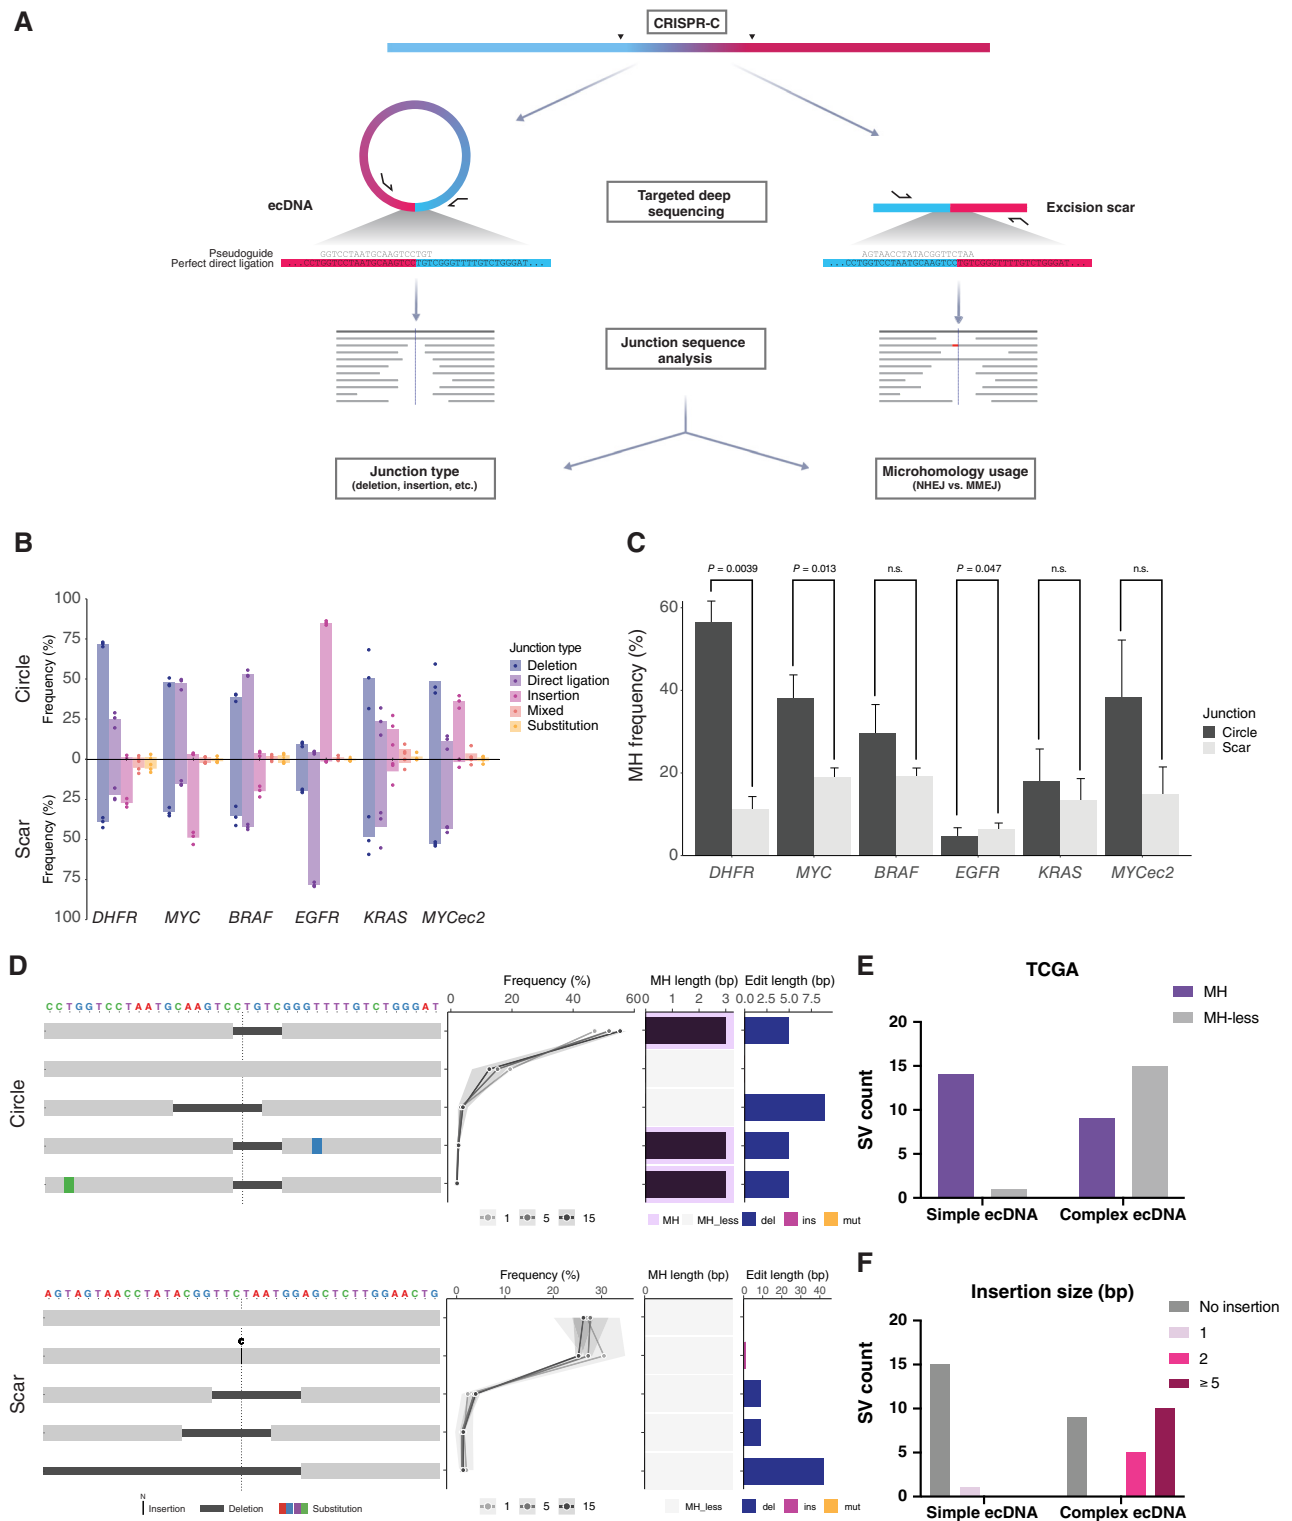 A
CRISPR-C
ecDNA
Targeted deep
sequencing
Excision scar
Pseudoguide
GGTCCTAATGCAAGTCCTGT
Perfect direct ligation
...CCTGGTCCTAATGCAAGTCCTGTCGGGTTTTGTCTGGGAT...
AGTAACCTATACGGTTCTAA
...CCTGGTCCTAATGCAAGTCCTGTCGGGTTTTGTCTGGGAT...
Junction sequence
analysis
Junction type
(deletion, insertion, etc.)
Microhomology usage
(NHEJ vs. MMEJ)
B
Circle
Scar
Frequency (%)
Frequency (%)
100
75
50
25
0
25
50
75
100
DHFR MYC BRAF EGFR KRAS MYCec2
Junction type
Deletion
Direct ligation
Insertion
Mixed
Substitution
C
P = 0.0039
P = 0.013
n.s.
P = 0.047
n.s.
n.s.
MH frequency (%)
60
40
20
0
DHFR MYC BRAF EGFR KRAS MYCec2
Junction
Circle
Scar
D
Circle
Frequency (%)
MH length (bp)
Edit length (bp)
CCTGGTCCTAATGCAAGTCCTGTCGGGTTTTGTCTGGGAT
0 20 40 60
0 1 2 3
0.0 2.5 5.0 7.5
1 5 15
MH MH_less
del ins mut
Scar
Frequency (%)
MH length (bp)
Edit length (bp)
AGTAGTAACCTATACGGTTCTAATGGAGCTCTTGGAACTG
0 10 20 30
0
0 10 20 30 40
C
N
Insertion
Deletion
Substitution
1 5 15
MH_less
del ins mut
E
TCGA
MH
MH-less
SV count
20
15
10
5
0
Simple ecDNA Complex ecDNA
F
Insertion size (bp)
No insertion
1
2
≥ 5
SV count
20
15
10
5
0
Simple ecDNA Complex ecDNA